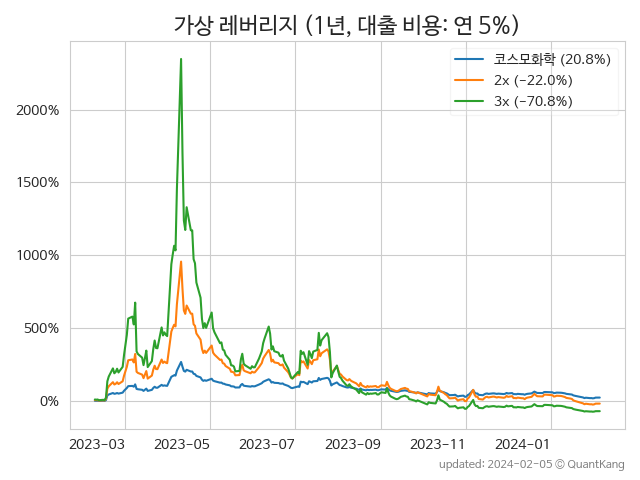 가상 레버리지 (1년, 대출 비용: 연 5%)
코스모화학 (20.8%)
2x (−22.0%)
3x (−70.8%)
2000%
1500%
1000%
500%
0%
2023−03 2023−05 2023−07 2023−09 2023−11 2024−01
updated: 2024-02-05 © QuantKang